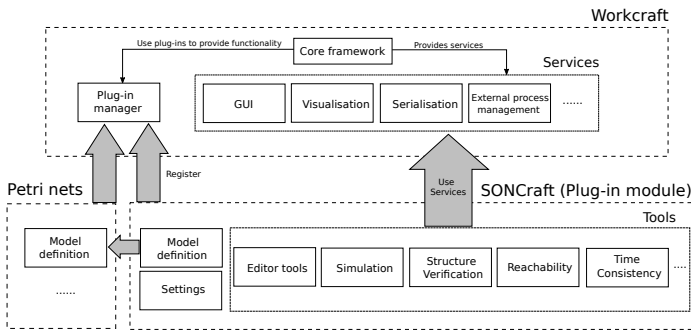 Workcraft
Use plug-ins to provide functionality
Core framework
Provides services
Services
Plug-in
manager
GUI
Visualisation
Serialisation
External process
management
......
Register
Use
Services
Petri nets
SONCraft (Plug-in module)
Tools
Model
definition
......
Model
definition
Settings
Editor tools
Simulation
Structure
Verification
Reachability
Time
Consistency
....